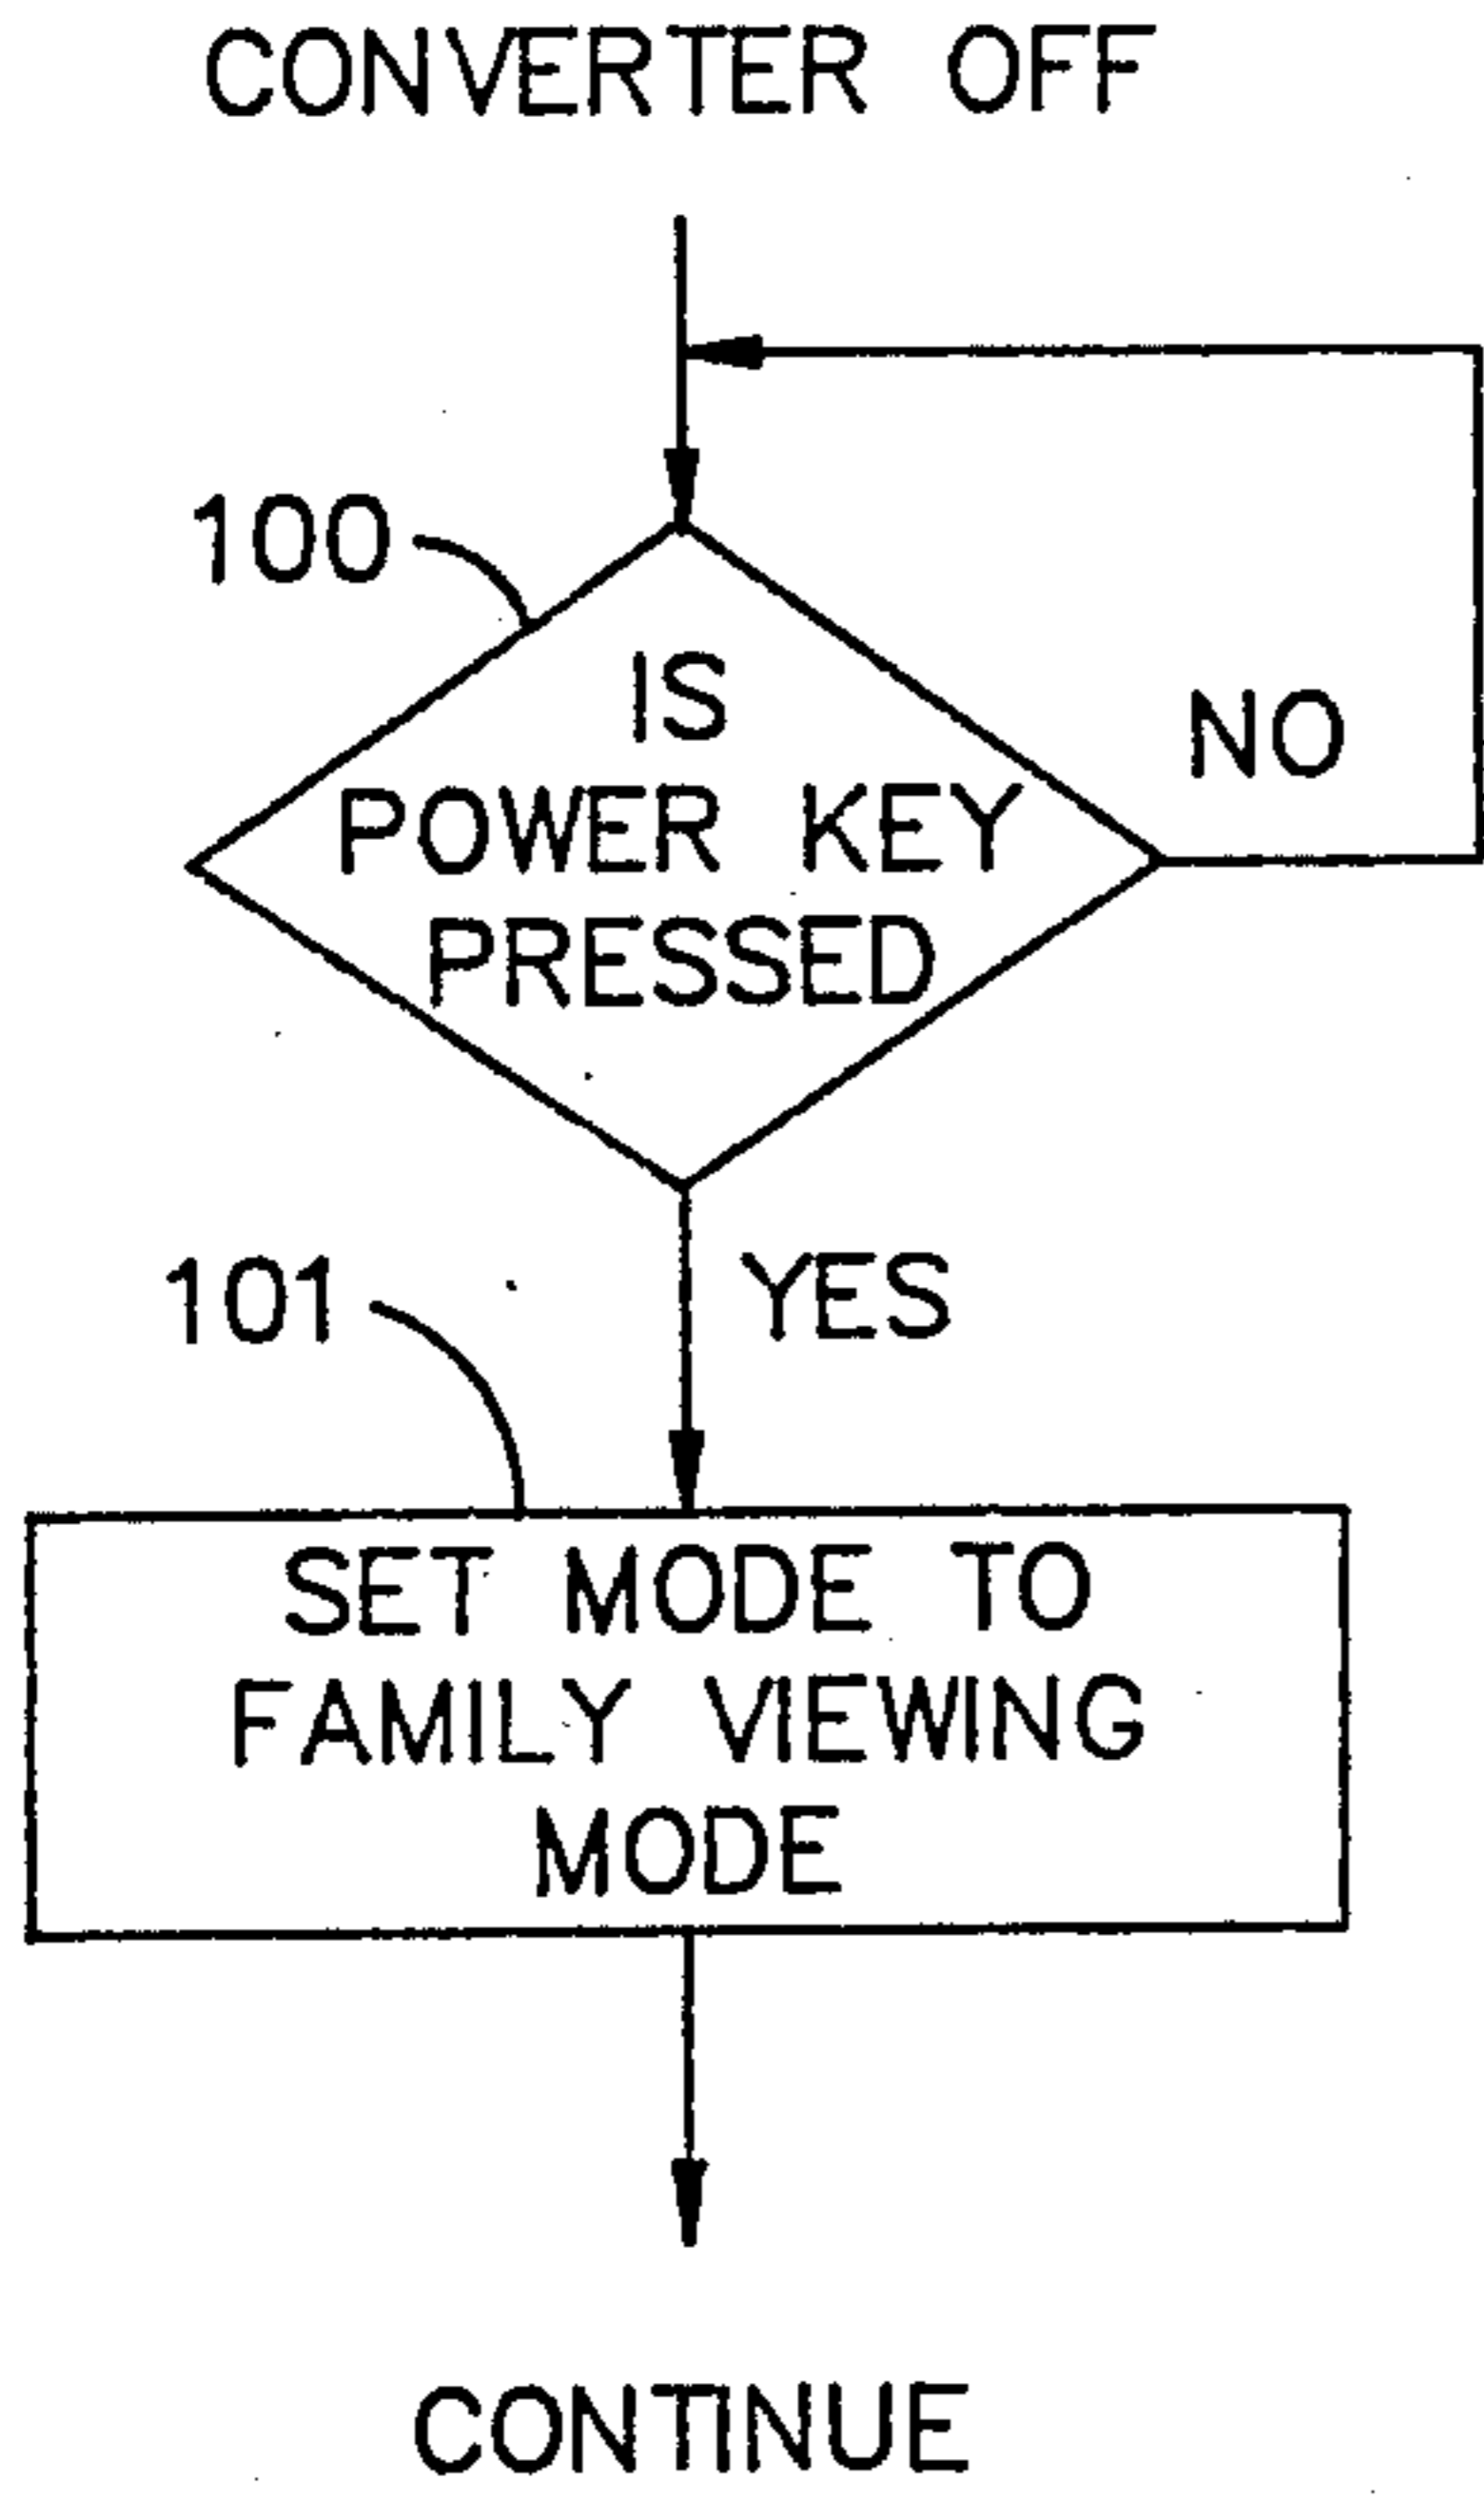 CONVERTER OFF
100
IS
POWER KEY
PRESSED
NO
101
YES
SET MODE TO
FAMILY VIEWING
MODE
CONTINUE